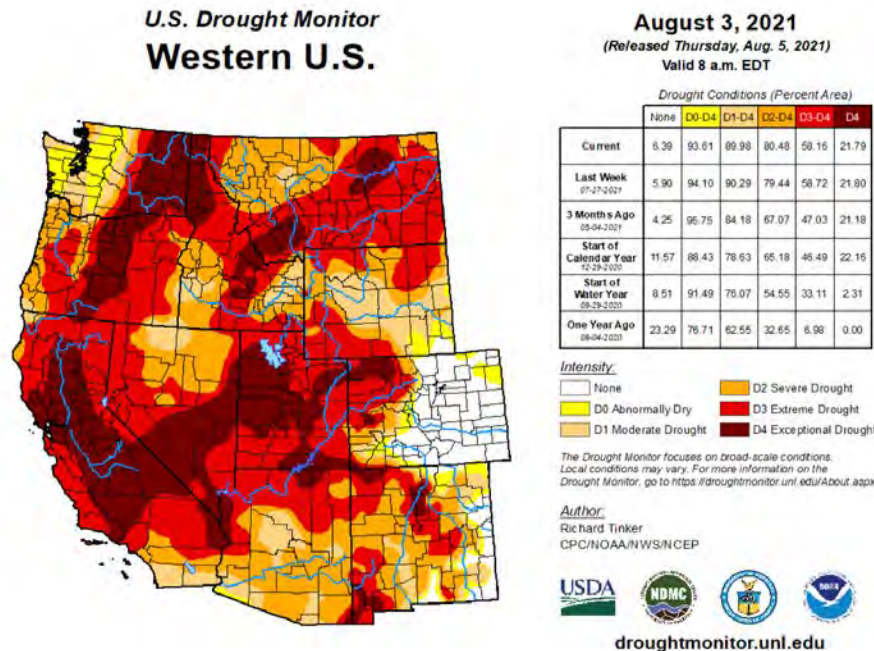 U.S. Drought Monitor
Western U.S.
August 3, 2021
(Released Thursday, Aug. 5, 2021)
Valid 8 a.m. EDT
Drought Conditions (Percent Area)
None D0-D4 D1-D4 D2-D4 D3-D4 D4
Current 6.39 93.61 89.98 80.48 58.16 21.79
Last Week 07-27-2021 5.90 94.10 90.29 79.44 58.72 21.80
3 Months Ago 05-04-2021 4.25 95.75 84.18 67.07 47.03 21.18
Start of Calendar Year 12-29-2020 11.57 88.43 78.63 65.18 46.49 22.16
Start of Water Year 09-29-2020 8.51 91.49 75.07 54.55 33.11 2.31
One Year Ago 08-04-2020 23.29 76.71 62.55 32.65 6.98 0.00
Intensity:
None
D0 Abnormally Dry
D1 Moderate Drought
D2 Severe Drought
D3 Extreme Drought
D4 Exceptional Drought
The Drought Monitor focuses on broad-scale conditions.
Local conditions may vary. For more information on the
Drought Monitor, go to https://droughtmonitor.unl.edu/About.aspx
Author:
Richard Tinker
CPC/NOAA/NWS/NCEP
USDA
NDMC
NOAA
droughtmonitor.unl.edu